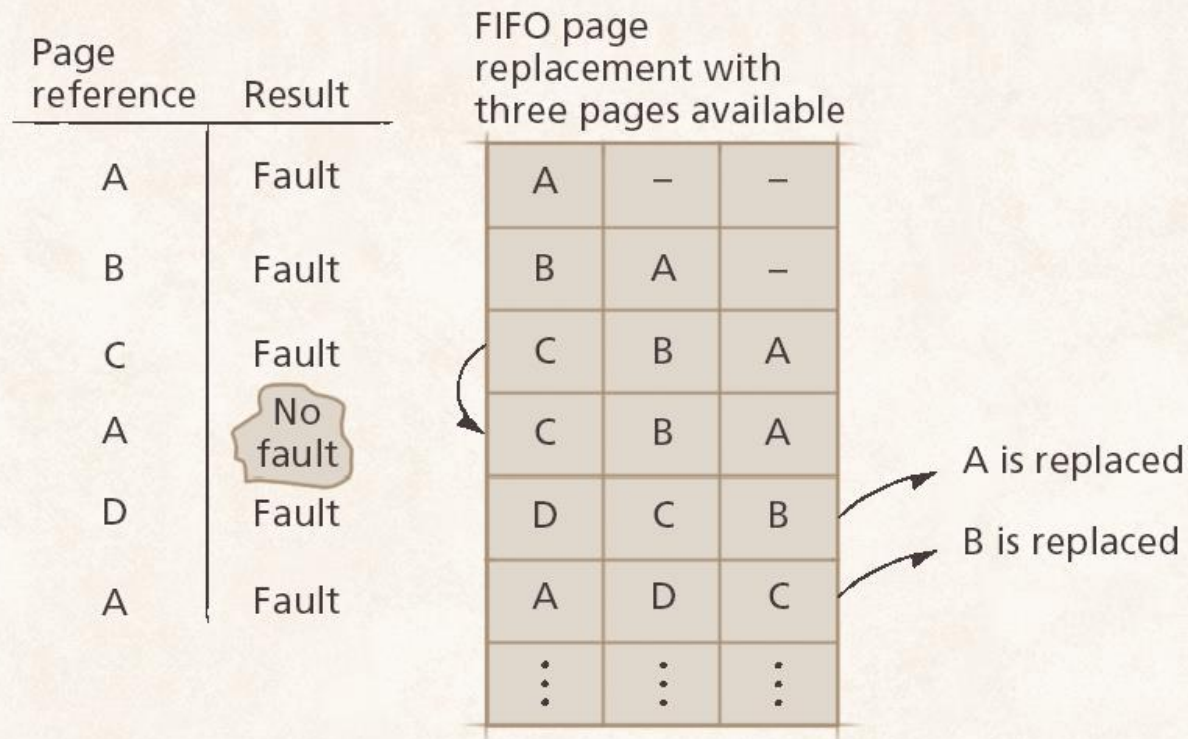 Page
reference Result
A Fault
B Fault
C Fault
A No
fault
D Fault
A Fault
FIFO page
replacement with
three pages available
A – –
B A –
C B A
C B A
D C B
A is replaced
A D C
B is replaced